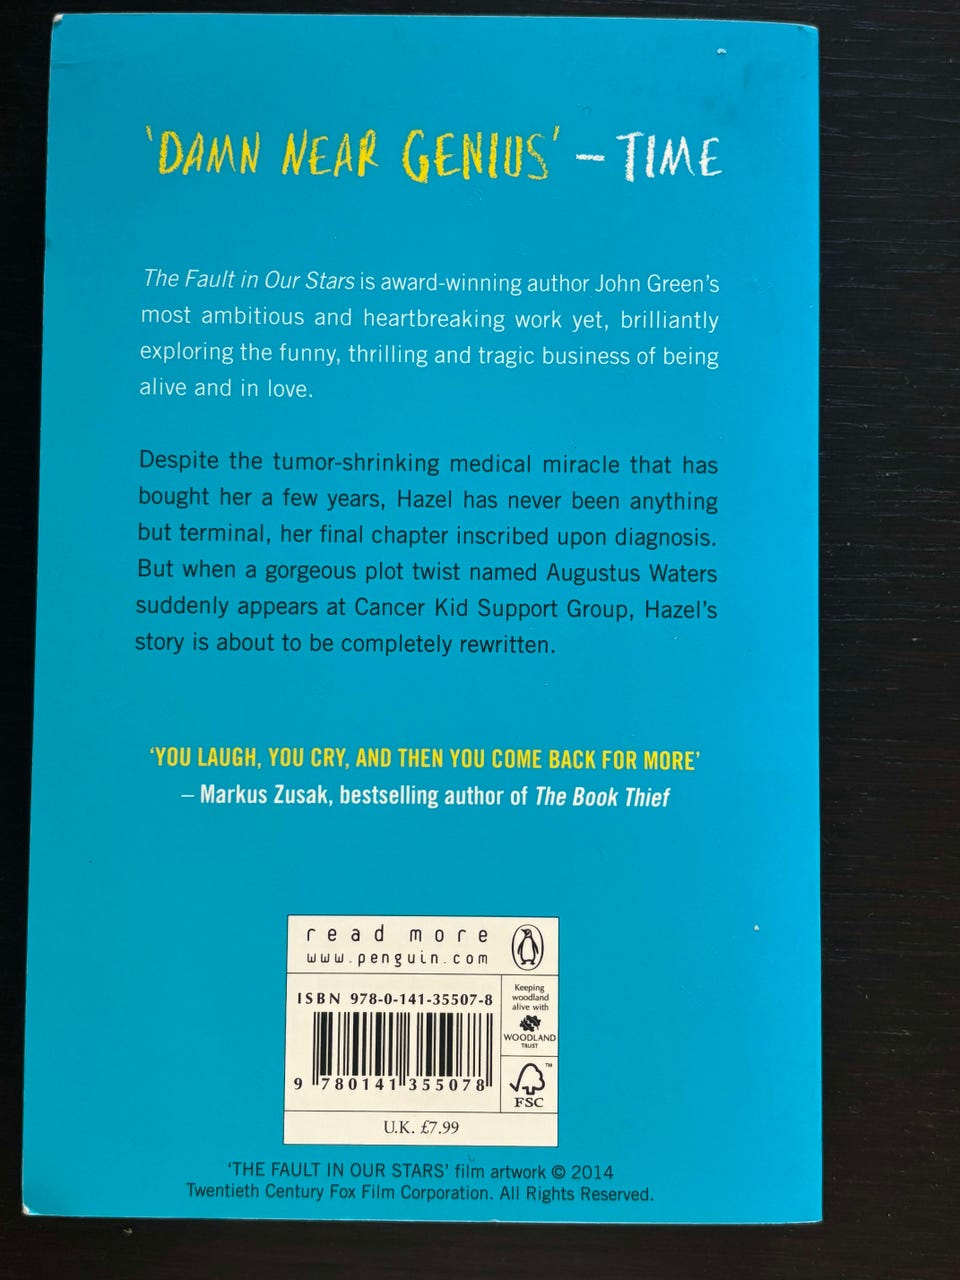 'DAMN NEAR GENIUS' – TIME
The Fault in Our Stars is award-winning author John Green's
most ambitious and heartbreaking work yet, brilliantly
exploring the funny, thrilling and tragic business of being
alive and in love.
Despite the tumor-shrinking medical miracle that has
bought her a few years, Hazel has never been anything
but terminal, her final chapter inscribed upon diagnosis.
But when a gorgeous plot twist named Augustus Waters
suddenly appears at Cancer Kid Support Group, Hazel's
story is about to be completely rewritten.
'YOU LAUGH, YOU CRY, AND THEN YOU COME BACK FOR MORE'
– Markus Zusak, bestselling author of The Book Thief
read more
www.penguin.com
ISBN 978-0-141-35507-8
9 780141 355078
Keeping
woodland
alive with
WOODLAND
TRUST
™
FSC
U.K. £7.99
'THE FAULT IN OUR STARS' film artwork © 2014
Twentieth Century Fox Film Corporation. All Rights Reserved.